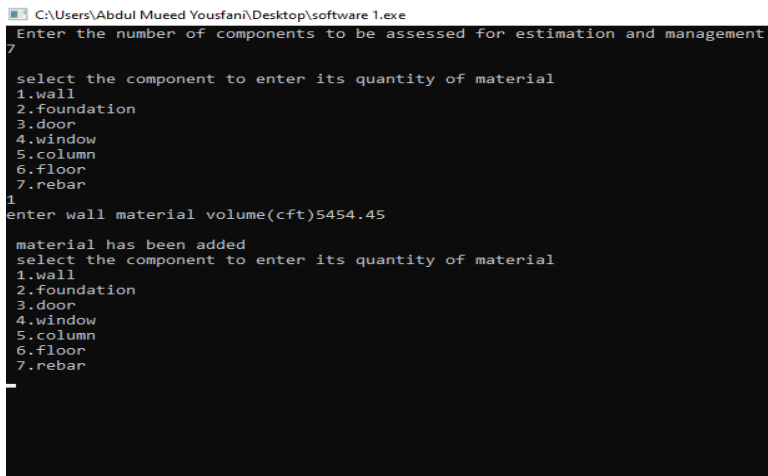 C:\Users\Abdul Mueed Yousfani\Desktop\software 1.exe
Enter the number of components to be assessed for estimation and management
7
select the component to enter its quantity of material
1.wall
2.foundation
3.door
4.window
5.column
6.floor
7.rebar
1
enter wall material volume(cft)5454.45
material has been added
select the component to enter its quantity of material
1.wall
2.foundation
3.door
4.window
5.column
6.floor
7.rebar